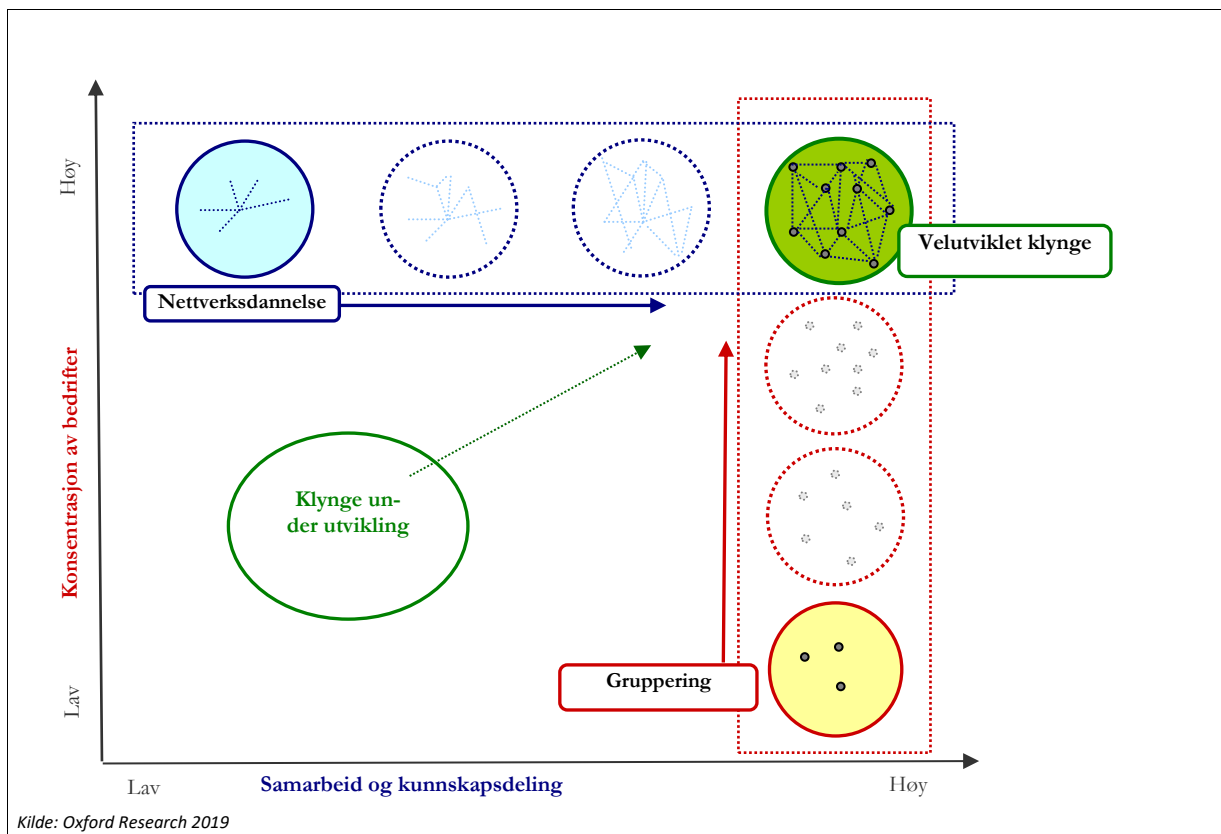 Høy
Velutviklet klynge
Nettverksdannelse
Konsentrasjon av bedrifter
Klynge un-
der utvikling
Gruppering
Lav
Lav
Samarbeid og kunnskapsdeling
Høy
Kilde: Oxford Research 2019